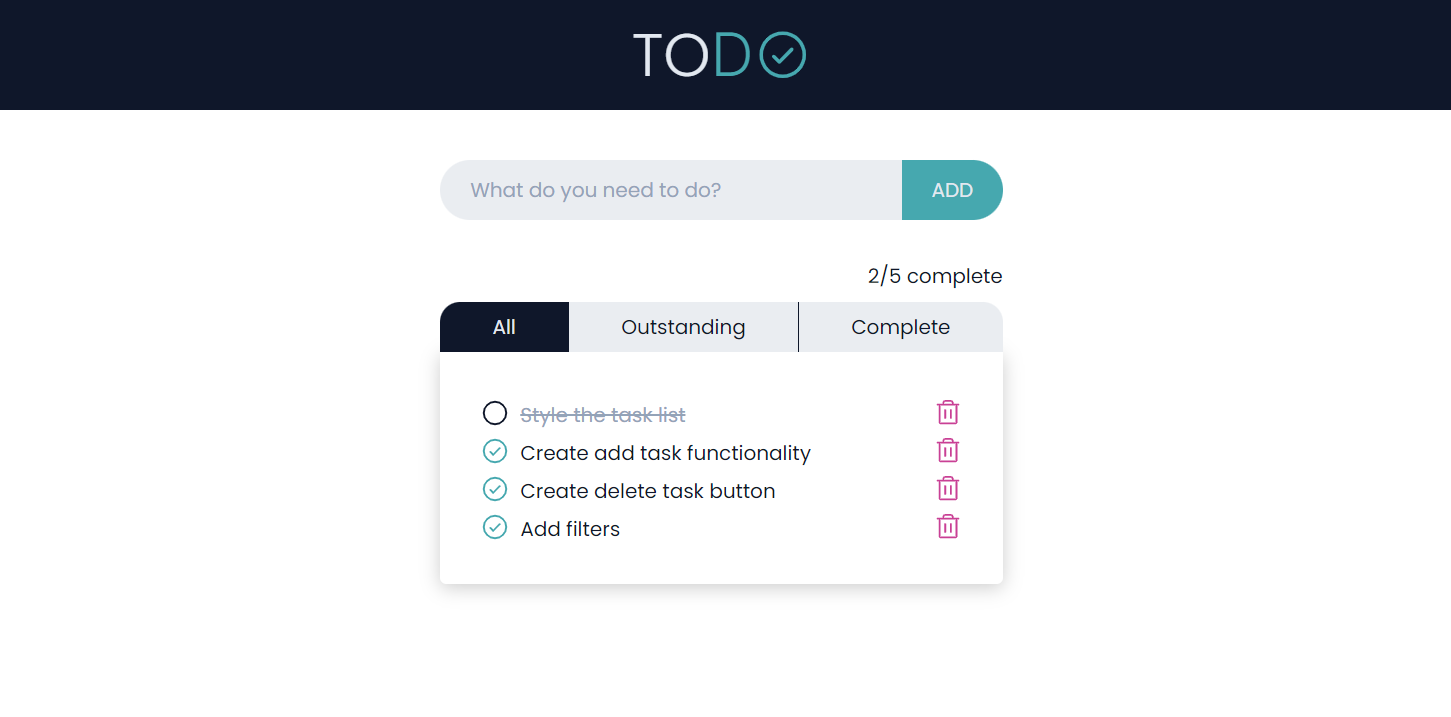 TODO
What do you need to do? ADD
2/5 complete
All Outstanding Complete
Style the task list
Create add task functionality
Create delete task button
Add filters